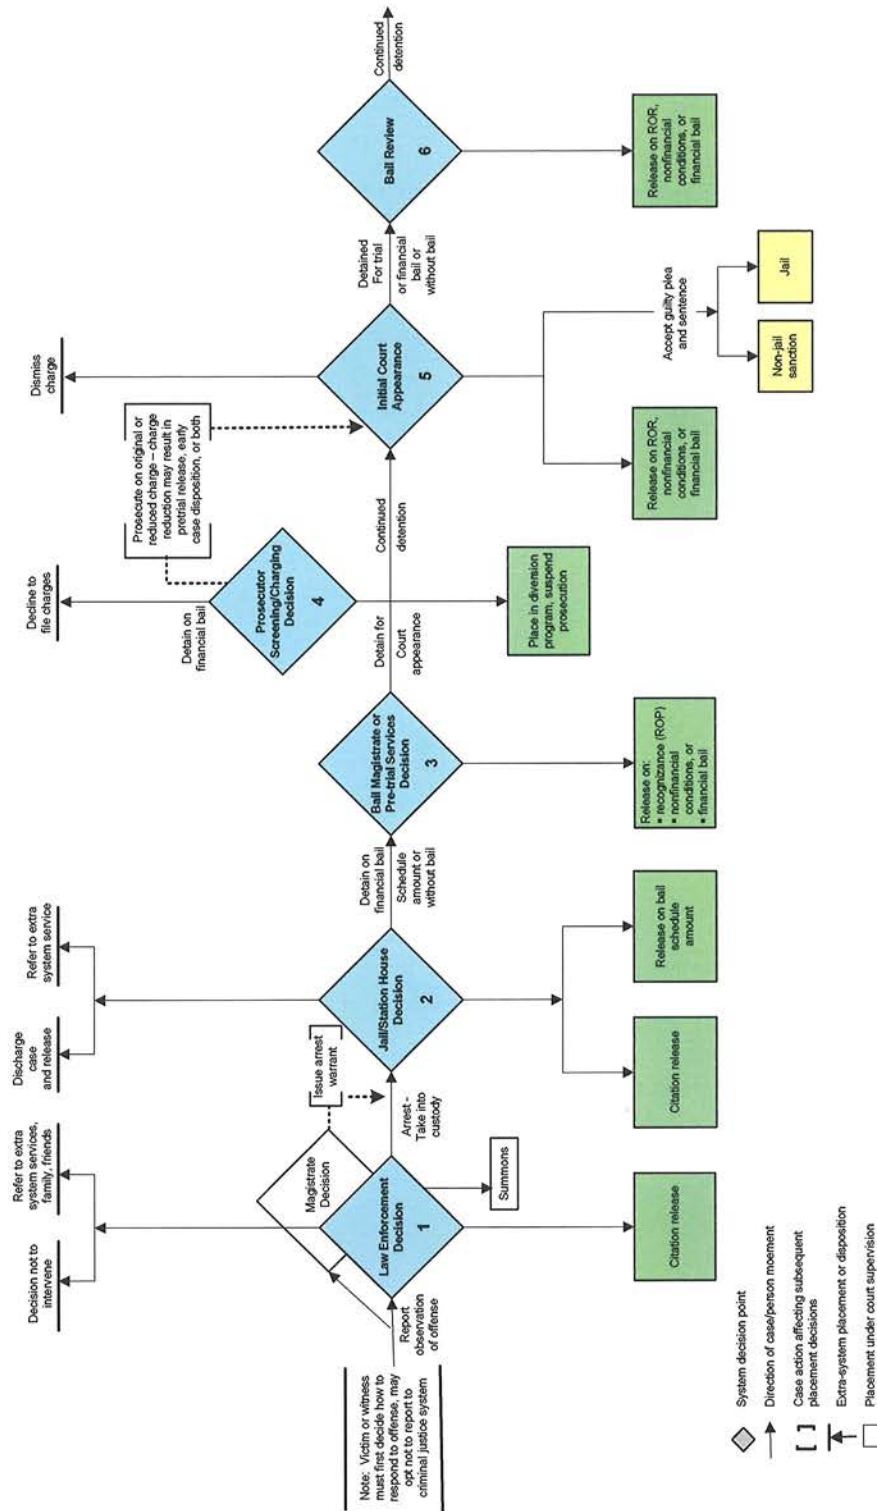 Note: Victim or witness
must first decide how to
respond to offense, may
opt not to report to
criminal justice system
Report
observation
of offense
Decision not to
intervene
Refer to extra
system services,
family, friends
Magistrate
Decision
Law Enforcement
Decision
1
Summons
Citation release
Issue arrest
warrant
Arrest -
Take into
custody
Discharge
case
and release
Refer to extra
system service
Jail/Station House
Decision
2
Citation release
Release on bail
schedule
amount
Detain on
financial bail
Schedule
amount or
without bail
Bail Magistrate or
Pre-trial Services
Decision
3
Release on:
▪ recognizance (ROP)
▪ nonfinancial
conditions, or
▪ financial bail
Detain for
Court
appearance
Decline to
file charges
Detain on
financial bail
Prosecutor
Screening/Charging
Decision
4
Place in diversion
program, suspend
prosecution
Prosecute on original or
reduced charge – charge
reduction may result in
pretrial release, early
case disposition, or both
Continued
detention
Dismiss
charge
Initial Court
Appearance
5
Release on ROR,
nonfinancial
conditions, or
financial bail
Accept guilty plea
and sentence
Non-jail
sanction
Jail
Detained
For trial
or financial
bail or
without bail
Bail Review
6
Release on ROR,
nonfinancial
conditions, or
financial bail
Continued
detention
System decision point
Direction of case/person moement
[ ] Case action affecting subsequent
placement decisions
Extra-system placement or disposition
Placement under court supervision